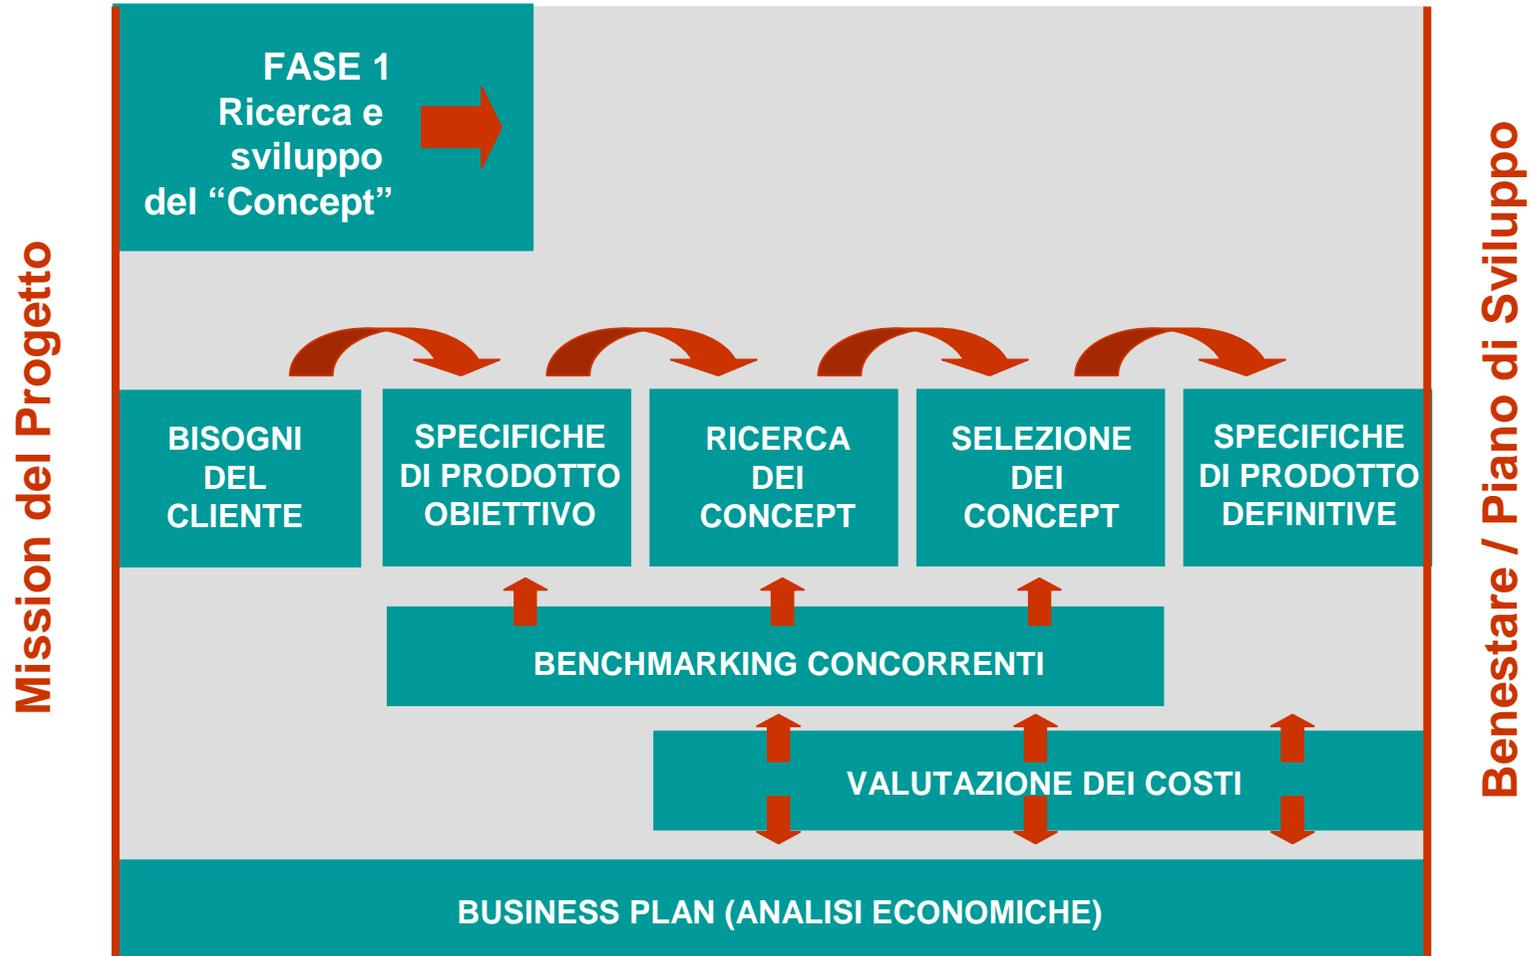 FASE 1
Ricerca e
sviluppo
del “Concept”
Mission del Progetto
Benestare / Piano di Sviluppo
BISOGNI
DEL
CLIENTE
SPECIFICHE
DI PRODOTTO
OBIETTIVO
RICERCA
DEI
CONCEPT
SELEZIONE
DEI
CONCEPT
SPECIFICHE
DI PRODOTTO
DEFINITIVE
BENCHMARKING CONCORRENTI
VALUTAZIONE DEI COSTI
BUSINESS PLAN (ANALISI ECONOMICHE)